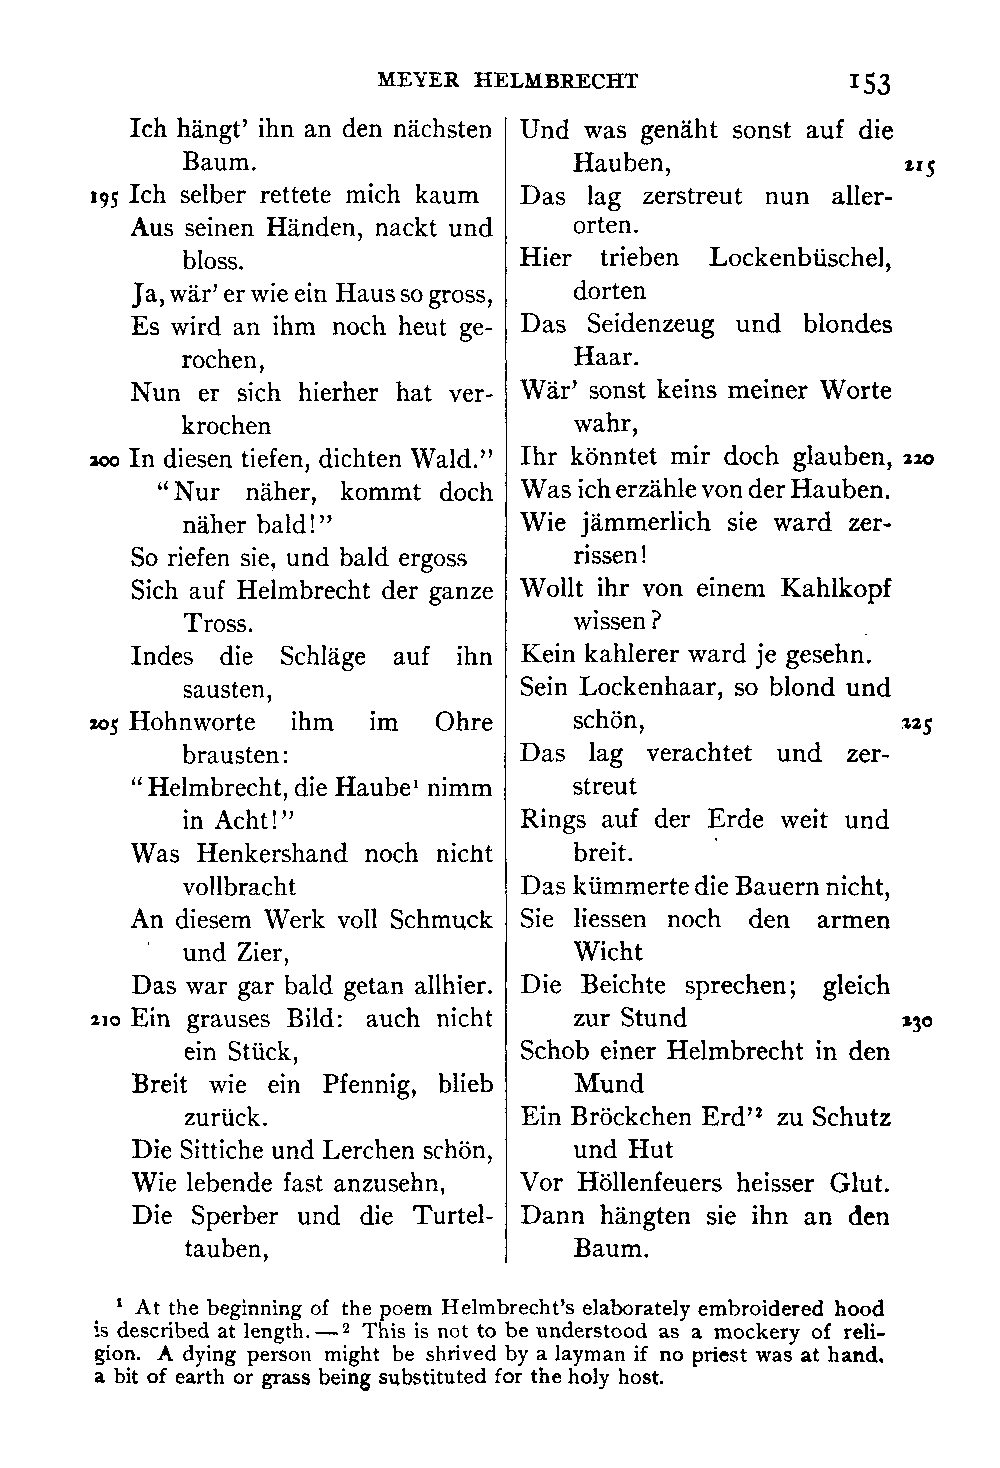 MEYER HELMBRECHT 153
Ich hängt' ihn an den nächsten
Baum.
195 Ich selber rettete mich kaum
Aus seinen Händen, nackt und
bloss.
Ja, wär' er wie ein Haus so gross,
Es wird an ihm noch heut ge-
rochen,
Nun er sich hierher hat ver-
krochen
200 In diesen tiefen, dichten Wald."
"Nur näher, kommt doch
näher bald!"
So riefen sie, und bald ergoss
Sich auf Helmbrecht der ganze
Tross.
Indes die Schläge auf ihn
sausten,
205 Hohnworte ihm im Ohre
brausten:
"Helmbrecht, die Haube¹ nimm
in Acht!"
Was Henkershand noch nicht
vollbracht
An diesem Werk voll Schmuck
und Zier,
Das war gar bald getan allhier.
210 Ein grauses Bild: auch nicht
ein Stück,
Breit wie ein Pfennig, blieb
zurück.
Die Sittiche und Lerchen schön,
Wie lebende fast anzusehn,
Die Sperber und die Turtel-
tauben,
Und was genäht sonst auf die
Hauben, 215
Das lag zerstreut nun aller-
orten.
Hier trieben Lockenbüschel,
dorten
Das Seidenzeug und blondes
Haar.
Wär' sonst keins meiner Worte
wahr,
Ihr könntet mir doch glauben, 220
Was ich erzähle von der Hauben.
Wie jämmerlich sie ward zer-
rissen!
Wollt ihr von einem Kahlkopf
wissen?
Kein kahlerer ward je gesehn.
Sein Lockenhaar, so blond und
schön, 225
Das lag verachtet und zer-
streut
Rings auf der Erde weit und
breit.
Das kümmerte die Bauern nicht,
Sie liessen noch den armen
Wicht
Die Beichte sprechen; gleich
zur Stund 230
Schob einer Helmbrecht in den
Mund
Ein Bröckchen Erd'² zu Schutz
und Hut
Vor Höllenfeuers heisser Glut.
Dann hängten sie ihn an den
Baum.
¹ At the beginning of the poem Helmbrecht's elaborately embroidered hood
is described at length. — ² This is not to be understood as a mockery of reli-
gion. A dying person might be shrived by a layman if no priest was at hand,
a bit of earth or grass being substituted for the holy host.